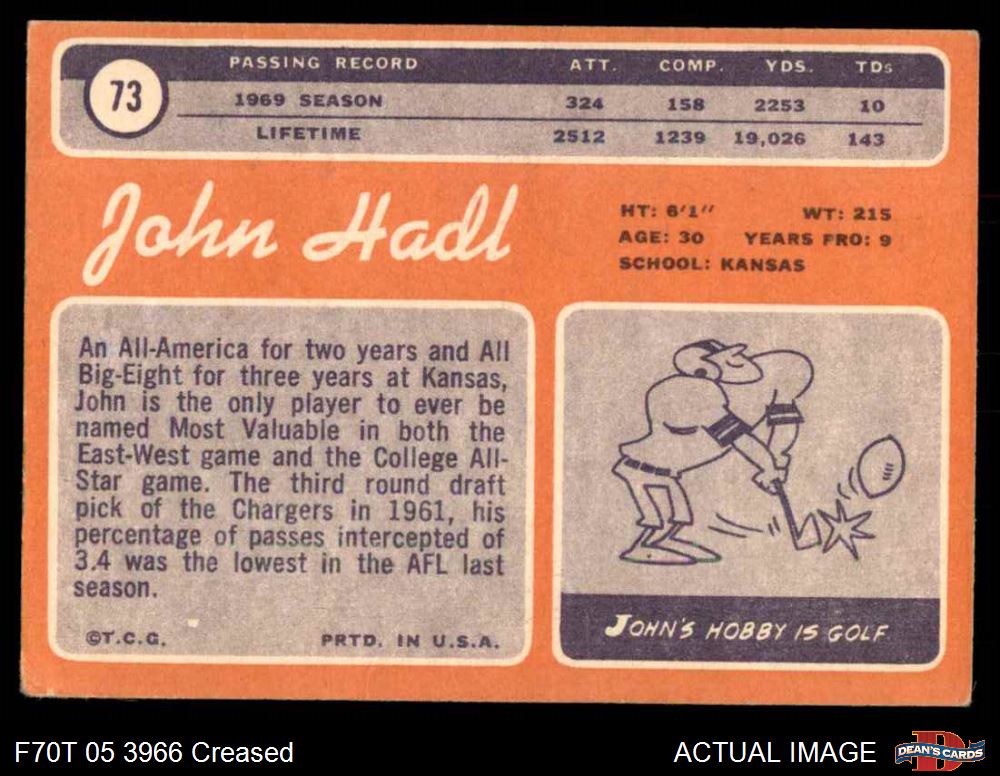 73
PASSING RECORD ATT. COMP. YDS. TDs
1969 SEASON 324 158 2253 10
LIFETIME 2512 1239 19,026 143
John Hadl
HT: 6'1" WT: 215
AGE: 30 YEARS PRO: 9
SCHOOL: KANSAS
An All-America for two years and All
Big-Eight for three years at Kansas,
John is the only player to ever be
named Most Valuable in both the
East-West game and the College All-
Star game. The third round draft
pick of the Chargers in 1961, his
percentage of passes intercepted of
3.4 was the lowest in the AFL last
season.
©T.C.G. PRTD. IN U.S.A.
JOHN'S HOBBY IS GOLF
F70T 05 3966 Creased
ACTUAL IMAGE
D
DEAN'S CARDS